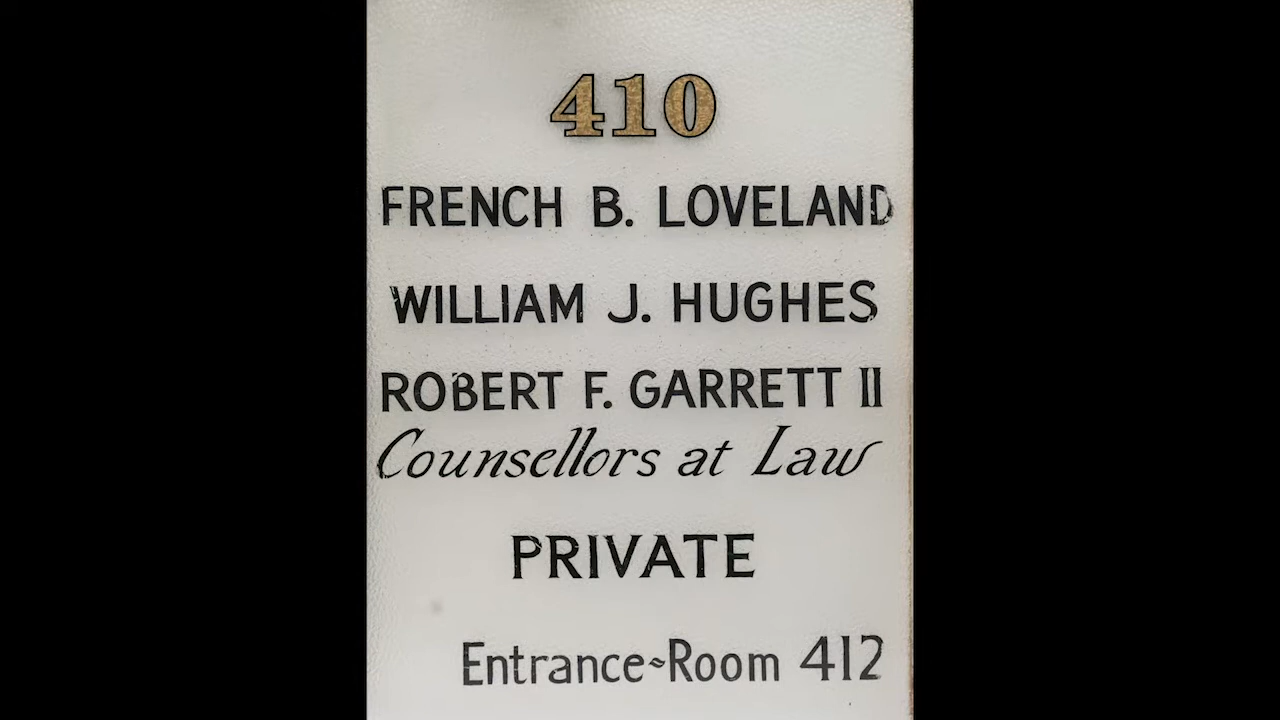 410
FRENCH B. LOVELAND
WILLIAM J. HUGHES
ROBERT F. GARRETT II
Counsellors at Law
PRIVATE
Entrance~Room 412